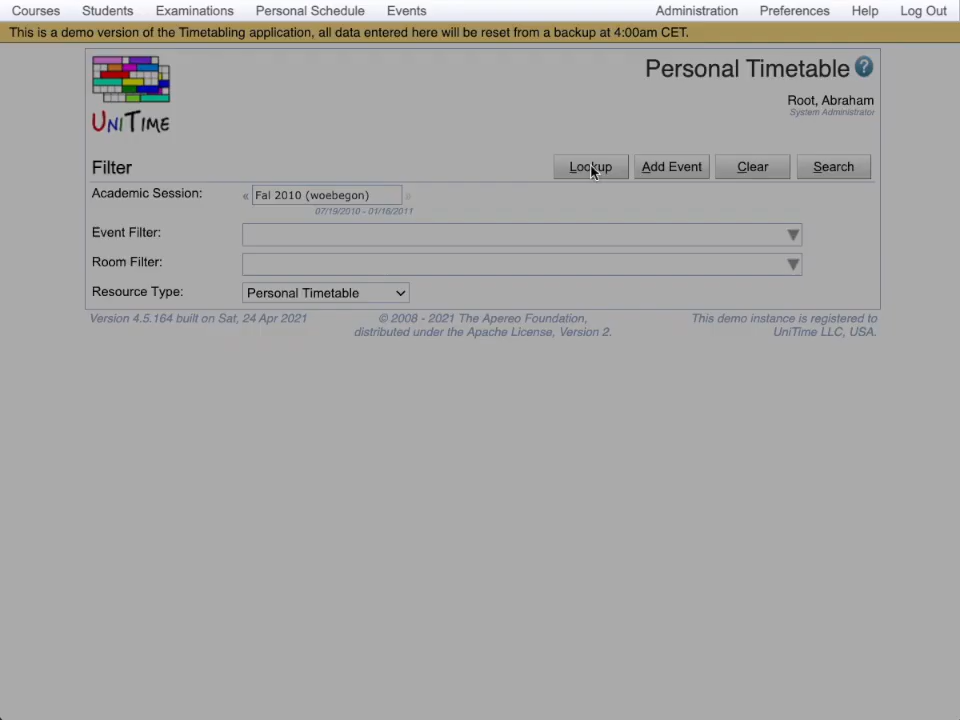 Courses Students Examinations Personal Schedule Events Administration Preferences Help Log Out
This is a demo version of the Timetabling application, all data entered here will be reset from a backup at 4:00am CET.
UniTime
Personal Timetable ?
Root, Abraham
System Administrator
Filter Lookup Add Event Clear Search
Academic Session: « Fal 2010 (woebegon) »
07/19/2010 - 01/16/2011
Event Filter:
Room Filter:
Resource Type: Personal Timetable
Version 4.5.164 built on Sat, 24 Apr 2021 © 2008 - 2021 The Apereo Foundation, This demo instance is registered to
distributed under the Apache License, Version 2. UniTime LLC, USA.